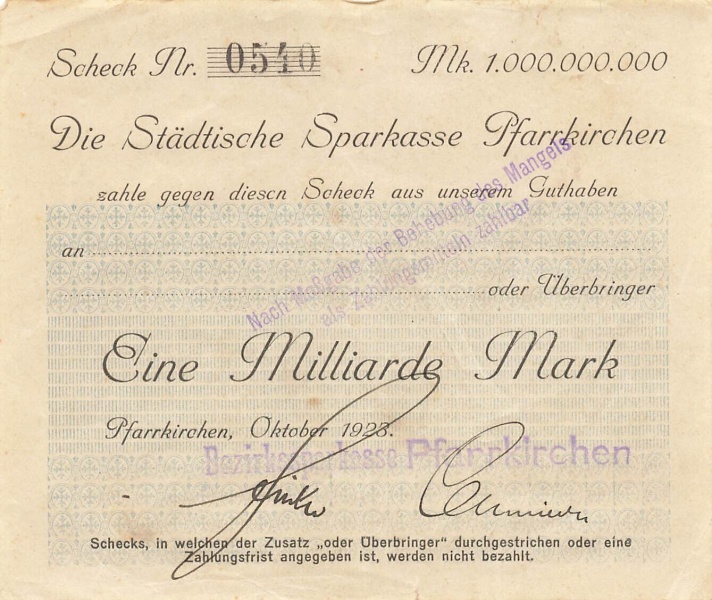 Scheck Nr. 0540 Mk. 1.000.000.000
Die Städtische Sparkasse Pfarrkirchen
zahle gegen diesen Scheck aus unserem Guthaben
an
oder Überbringer
Nach Maßgabe der Behebung des Mangels
als Zahlungsmitteln zahlbar
Eine Milliarde Mark
Pfarrkirchen, Oktober 1923.
Bezirkssparkasse Pfarrkirchen
Schecks, in welchen der Zusatz „oder Überbringer" durchgestrichen oder eine
Zahlungsfrist angegeben ist, werden nicht bezahlt.